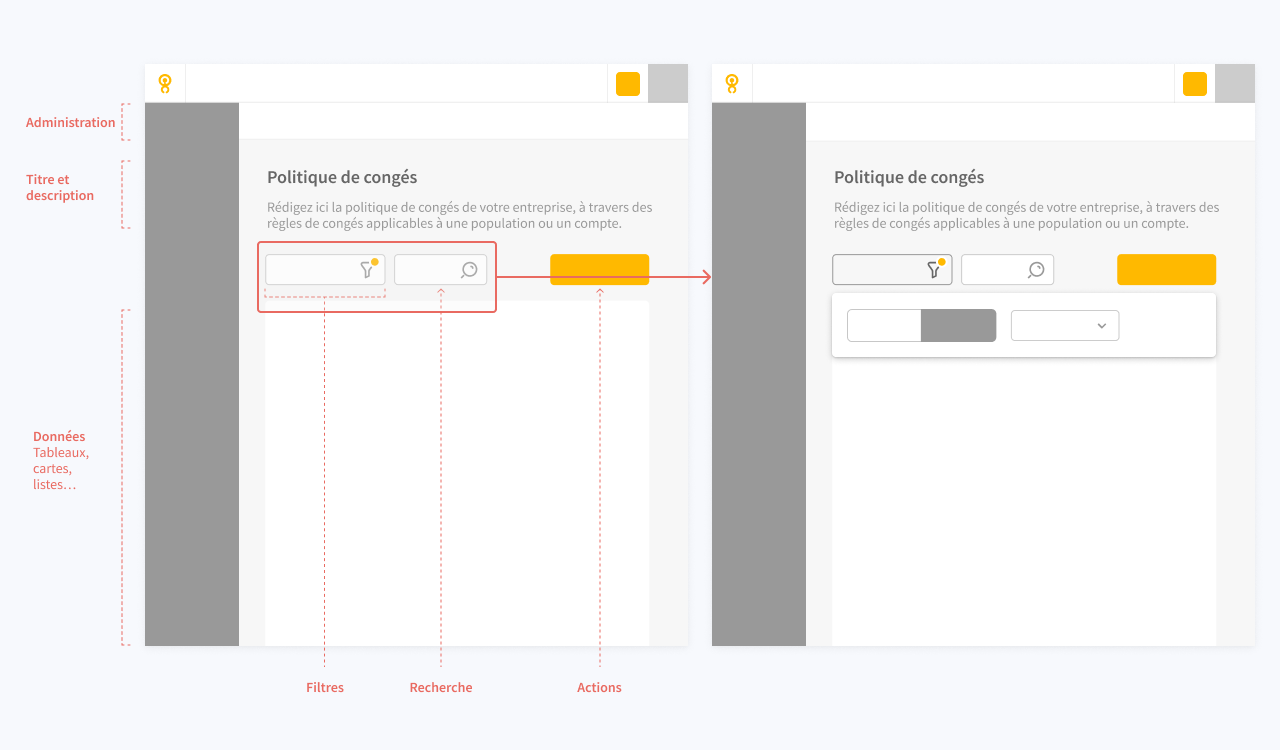 Administration
Titre et
description
Données
Tableaux,
cartes,
listes…
Politique de congés
Rédigez ici la politique de congés de votre entreprise, à travers des
règles de congés applicables à une population ou un compte.
Filtres
Recherche
Actions
Politique de congés
Rédigez ici la politique de congés de votre entreprise, à travers des
règles de congés applicables à une population ou un compte.